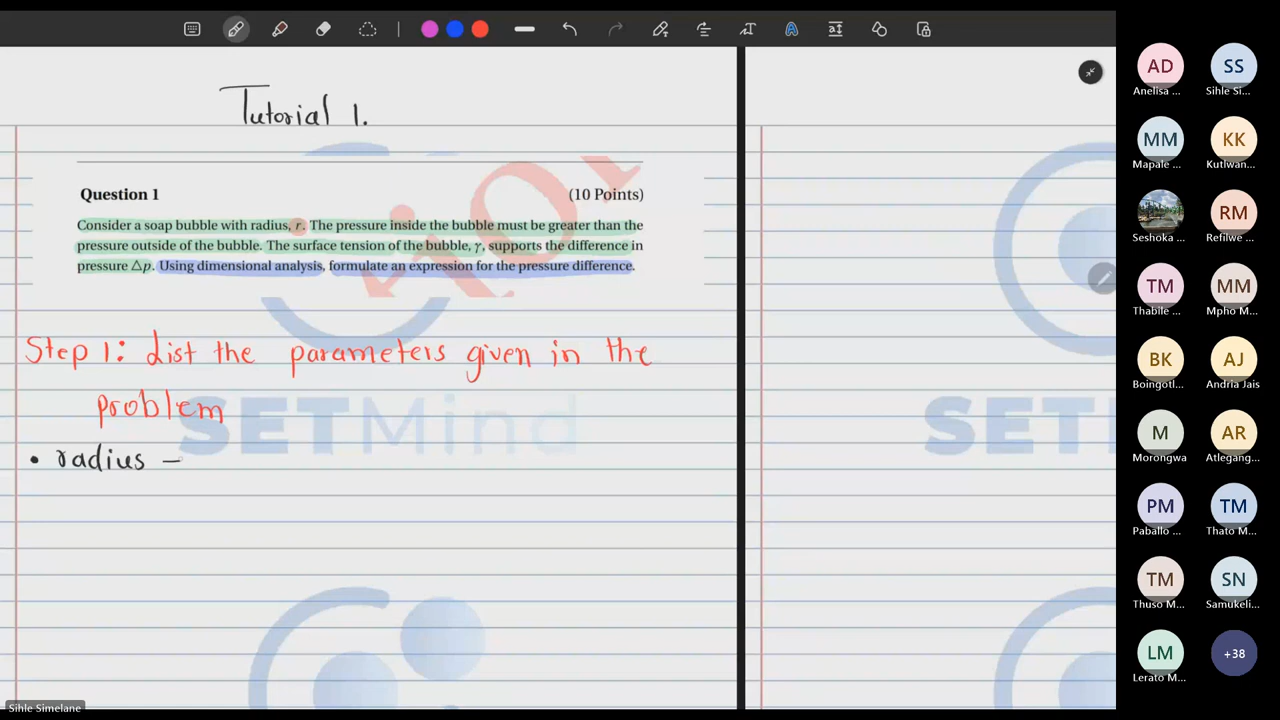 Tutorial 1.
Question 1 (10 Points)
Consider a soap bubble with radius, r. The pressure inside the bubble must be greater than the
pressure outside of the bubble. The surface tension of the bubble, γ, supports the difference in
pressure △p. Using dimensional analysis, formulate an expression for the pressure difference.
Step 1: List the parameters given in the
problem
SETMind
SETM
• radius —
AD SS
Anelisa ... Sihle Si...
MM KK
Mapale ... Kutlwan...
RM
Seshoka ... Refilwe ...
TM MM
Thabile ... Mpho M...
BK AJ
Boingotl... Andria Jais
M AR
Morongwa Atlegang...
PM TM
Paballo ... Thato M...
TM SN
Thuso M... Samukeli...
LM +38
Lerato M...
Sihle Simelane